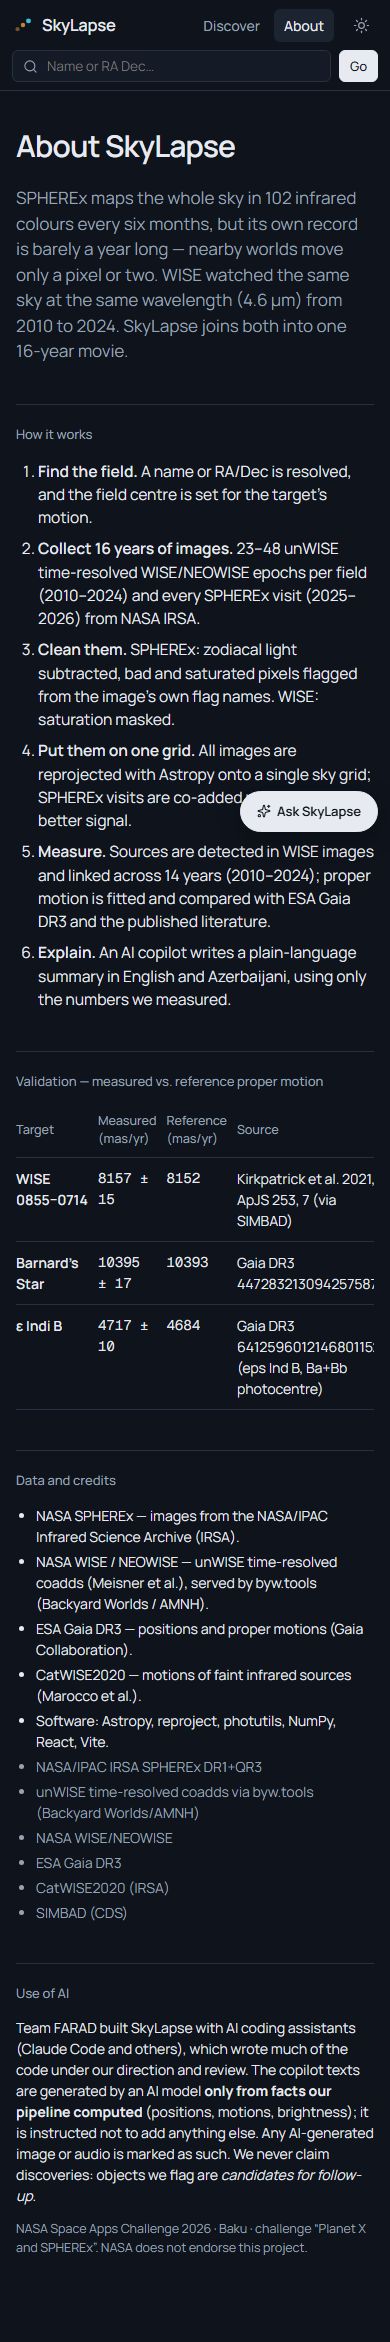 SkyLapse
Discover
About
Name or RA Dec...
Go
About SkyLapse
SPHEREx maps the whole sky in 102 infrared
colours every six months, but its own record
is barely a year long — nearby worlds move
only a pixel or two. WISE watched the same
sky at the same wavelength (4.6 µm) from
2010 to 2024. SkyLapse joins both into one
16-year movie.
How it works
1. Find the field. A name or RA/Dec is resolved,
and the field centre is set for the target's
motion.
2. Collect 16 years of images. 23–48 unWISE
time-resolved WISE/NEOWISE epochs per field
(2010–2024) and every SPHEREx visit (2025–
2026) from NASA IRSA.
3. Clean them. SPHEREx: zodiacal light
subtracted, bad and saturated pixels flagged
from the image's own flag names. WISE:
saturation masked.
4. Put them on one grid. All images are
reprojected with Astropy onto a single sky grid;
SPHEREx visits are co-added
better signal.
Ask SkyLapse
5. Measure. Sources are detected in WISE images
and linked across 14 years (2010–2024); proper
motion is fitted and compared with ESA Gaia
DR3 and the published literature.
6. Explain. An AI copilot writes a plain-language
summary in English and Azerbaijani, using only
the numbers we measured.
Validation — measured vs. reference proper motion
Target
Measured
(mas/yr)
Reference
(mas/yr)
Source
WISE
0855−0714
8157 ±
15
8152
Kirkpatrick et al. 2021,
ApJS 253, 7 (via
SIMBAD)
Barnard's
Star
10395
± 17
10393
Gaia DR3
447283213094257587
ε Indi B
4717 ±
10
4684
Gaia DR3
641259601214680115
(eps Ind B, Ba+Bb
photocentre)
Data and credits
• NASA SPHEREx — images from the NASA/IPAC
Infrared Science Archive (IRSA).
• NASA WISE / NEOWISE — unWISE time-resolved
coadds (Meisner et al.), served by byw.tools
(Backyard Worlds / AMNH).
• ESA Gaia DR3 — positions and proper motions (Gaia
Collaboration).
• CatWISE2020 — motions of faint infrared sources
(Marocco et al.).
• Software: Astropy, reproject, photutils, NumPy,
React, Vite.
• NASA/IPAC IRSA SPHEREx DR1+QR3
• unWISE time-resolved coadds via byw.tools
(Backyard Worlds/AMNH)
• NASA WISE/NEOWISE
• ESA Gaia DR3
• CatWISE2020 (IRSA)
• SIMBAD (CDS)
Use of AI
Team FARAD built SkyLapse with AI coding assistants
(Claude Code and others), which wrote much of the
code under our direction and review. The copilot texts
are generated by an AI model only from facts our
pipeline computed (positions, motions, brightness); it
is instructed not to add anything else. Any AI-generated
image or audio is marked as such. We never claim
discoveries: objects we flag are candidates for follow-
up.
NASA Space Apps Challenge 2026 · Baku · challenge "Planet X
and SPHEREx". NASA does not endorse this project.